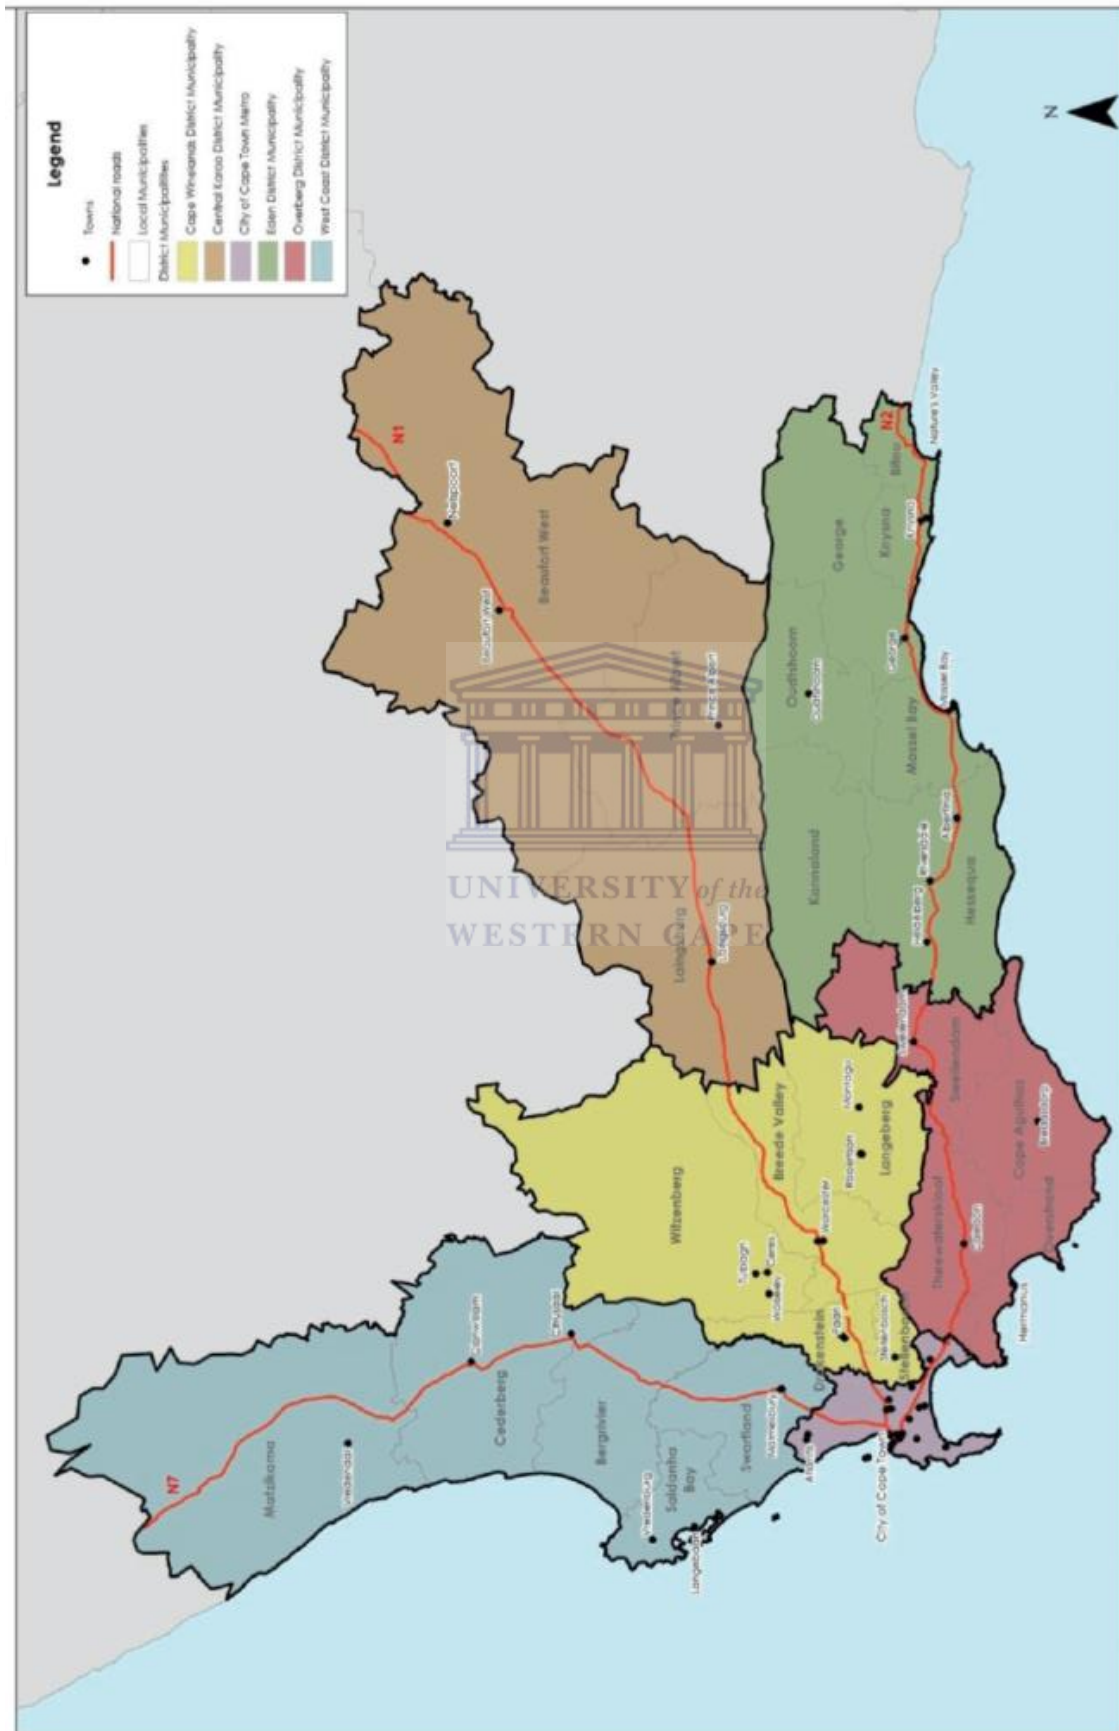 Legend
Towns
National roads
Local Municipalities
District Municipalities
Cape Winelands District Municipality
Central Karoo District Municipality
City of Cape Town Metro
Eden District Municipality
Overberg District Municipality
West Coast District Municipality
N
N7
Matsikama
Vredendal
Clanwilliam
Cederberg
Citrusdal
Bergrivier
Vredenburg
Saldanha
Bay
Langebaan
Swartland
Malmesbury
Atlantis
City of Cape Town
Witzenberg
Tulbagh
Ceres
Wolseley
Breede Valley
Worcester
Paarl
Stellenbosch
Robertson
Montagu
Langeberg
Theewaterskloof
Caledon
Hermanus
Overstrand
Cape Agulhas
Bredasdorp
Swellendam
Swellendam
N1
Nelspoort
Beaufort West
Beaufort West
Prince Albert
Laingsburg
Laingsburg
Kannaland
Oudtshoorn
Oudtshoorn
George
George
Knysna
Knysna
Bitou
N2
Nature's Valley
Mossel Bay
Mossel Bay
Albertinia
Riversdale
Heidelberg
Hessequa
UNIVERSITY of the
WESTERN CAPE